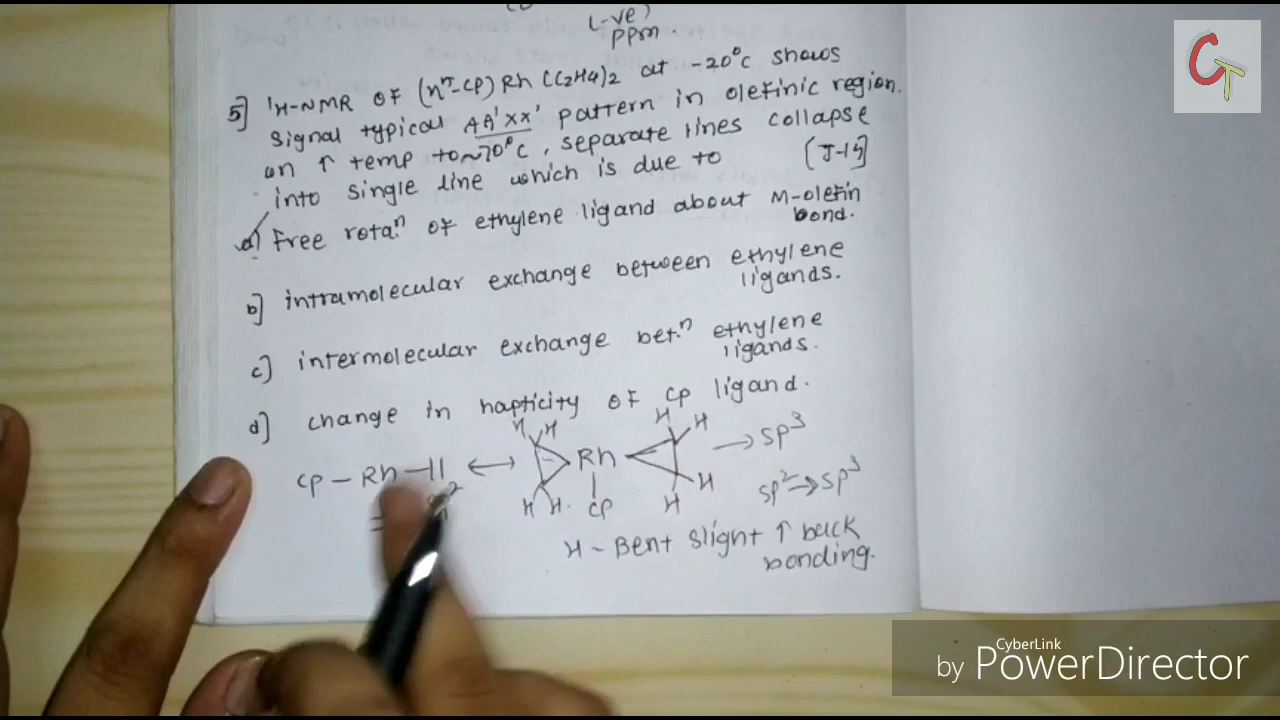 (-ve)
ppm.
5] ¹H-NMR of (η⁵-CP) Rh (C₂H₄)₂ at -20°C shows
signal typical AA'XX' pattern in olefinic region.
on ↑ temp to ~70°C, separate lines collapse
into single line which is due to [J-14]
a] Free rotaⁿ. of ethylene ligand about M-olefin
bond.
b] intramolecular exchange between ethylene
ligands.
c] intermolecular exchange bet.ⁿ ethylene
ligands.
d] change in hapticity of CP ligand.
H H H H
CP - Rh - || ↔ Rh → SP³
H H. CP H H SP² → SP³
H - Bent slight ↑ back
bonding.
CT
CyberLink
by PowerDirector